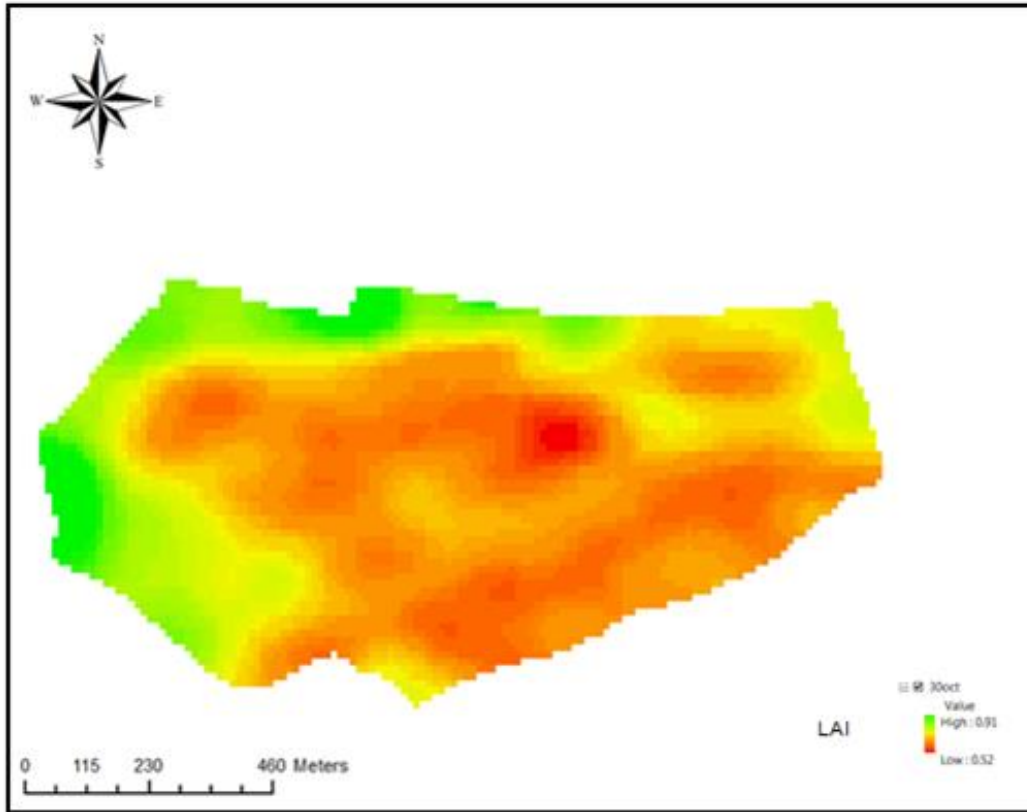 N
W E
S
30oct
Value
High : 0.91
LAI
Low : 0.52
0 115 230 460 Meters